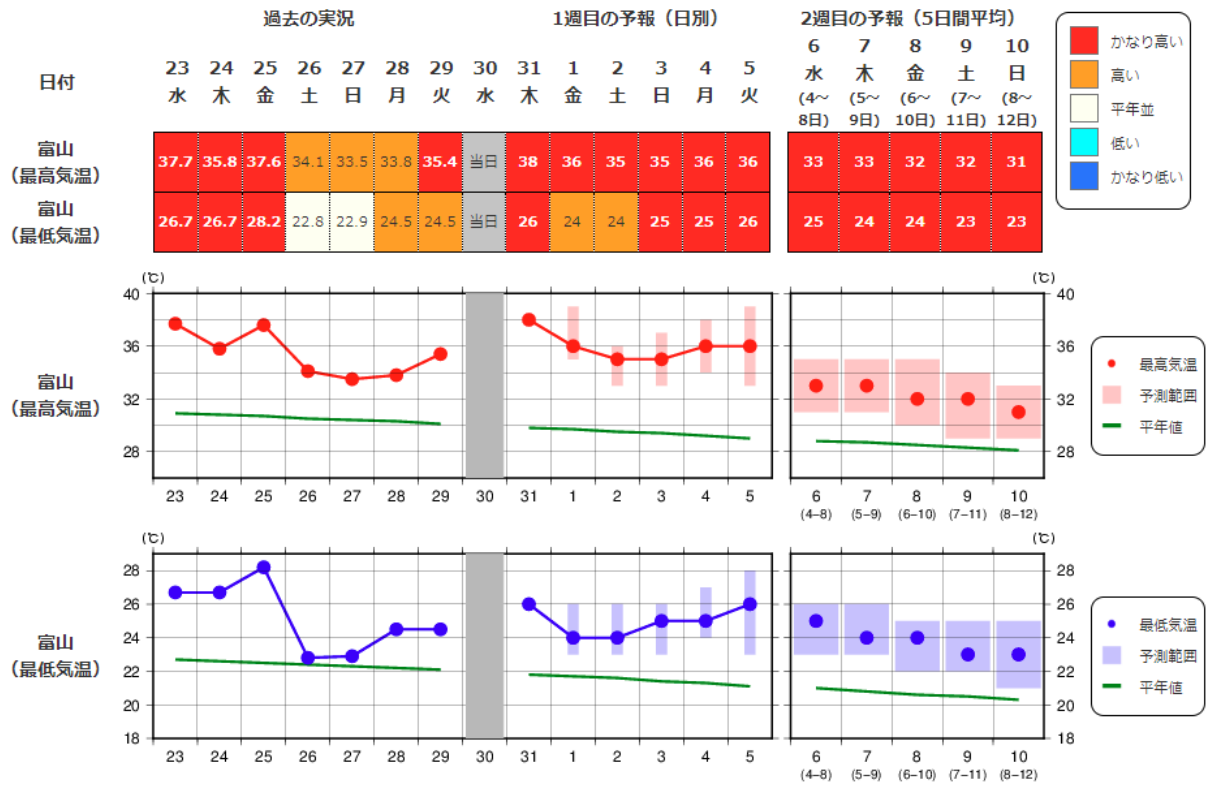 過去の実況 1週目の予報（日別） 2週目の予報（5日間平均）
日付 23 水 24 木 25 金 26 土 27 日 28 月 29 火 30 水 31 木 1 金 2 土 3 日 4 月 5 火 6 水 (4～8日) 7 木 (5～9日) 8 金 (6～10日) 9 土 (7～11日) 10 日 (8～12日)
富山（最高気温） 37.7 35.8 37.6 34.1 33.5 33.8 35.4 当日 38 36 35 35 36 36 33 33 32 32 31
富山（最低気温） 26.7 26.7 28.2 22.8 22.9 24.5 24.5 当日 26 24 24 25 25 26 25 24 24 23 23
かなり高い
高い
平年並
低い
かなり低い
(℃) (℃)
40 40
36 36
富山
（最高気温）
32 32
28 28
23 24 25 26 27 28 29 30 31 1 2 3 4 5 6 7 8 9 10
(4−8) (5−9) (6−10) (7−11) (8−12)
最高気温
予測範囲
平年値
(℃) (℃)
28 28
26 26
24 24
富山
（最低気温）
22 22
20 20
18 18
23 24 25 26 27 28 29 30 31 1 2 3 4 5 6 7 8 9 10
(4−8) (5−9) (6−10) (7−11) (8−12)
最低気温
予測範囲
平年値